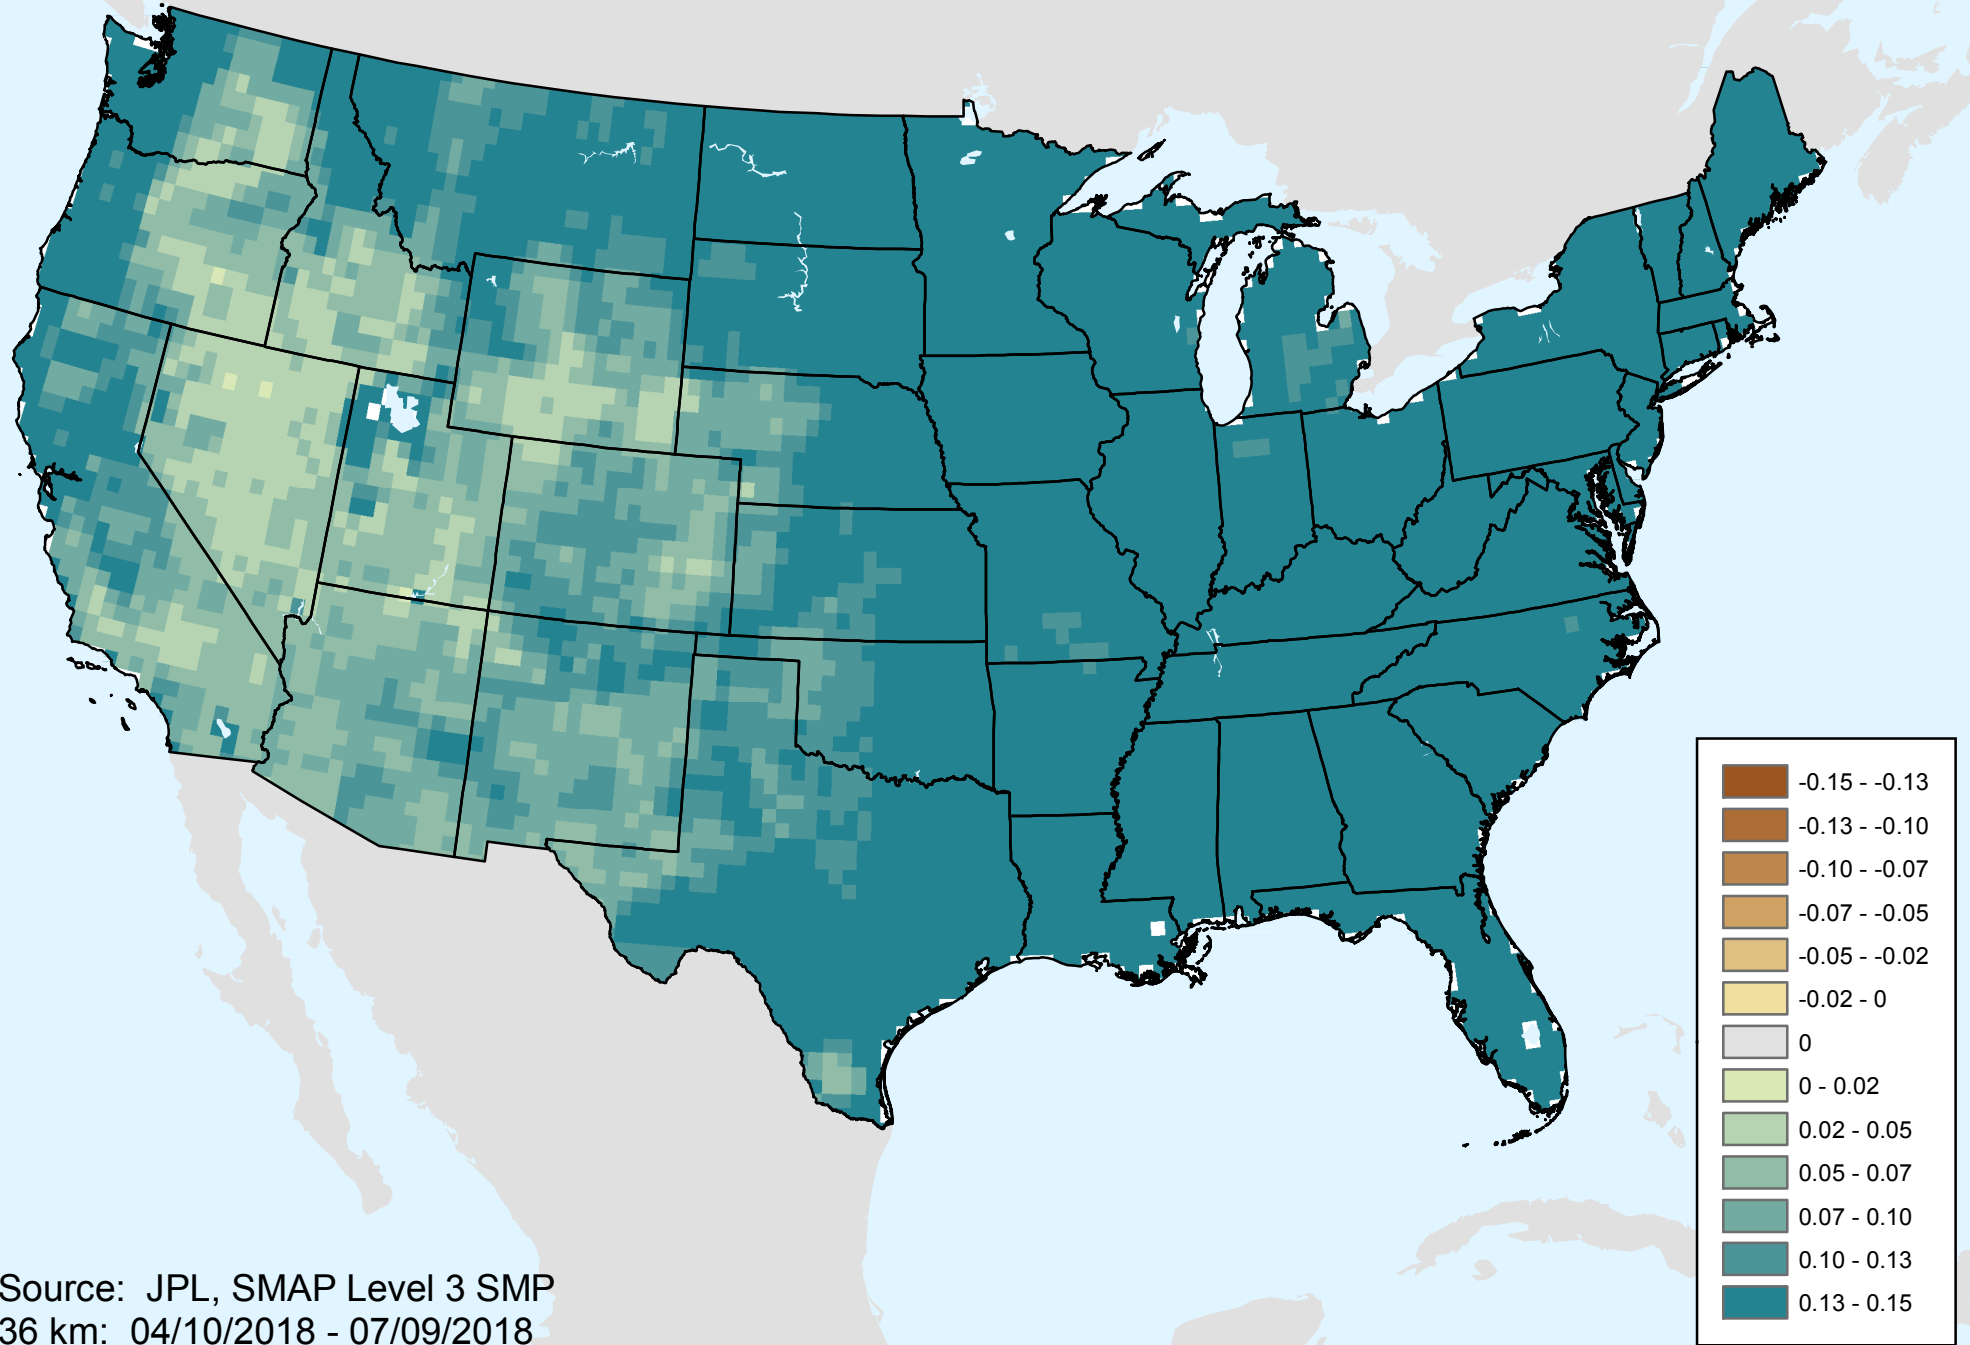 -0.15 - -0.13
-0.13 - -0.10
-0.10 - -0.07
-0.07 - -0.05
-0.05 - -0.02
-0.02 - 0
0
0 - 0.02
0.02 - 0.05
0.05 - 0.07
0.07 - 0.10
0.10 - 0.13
0.13 - 0.15
Source: JPL, SMAP Level 3 SMP
36 km: 04/10/2018 - 07/09/2018